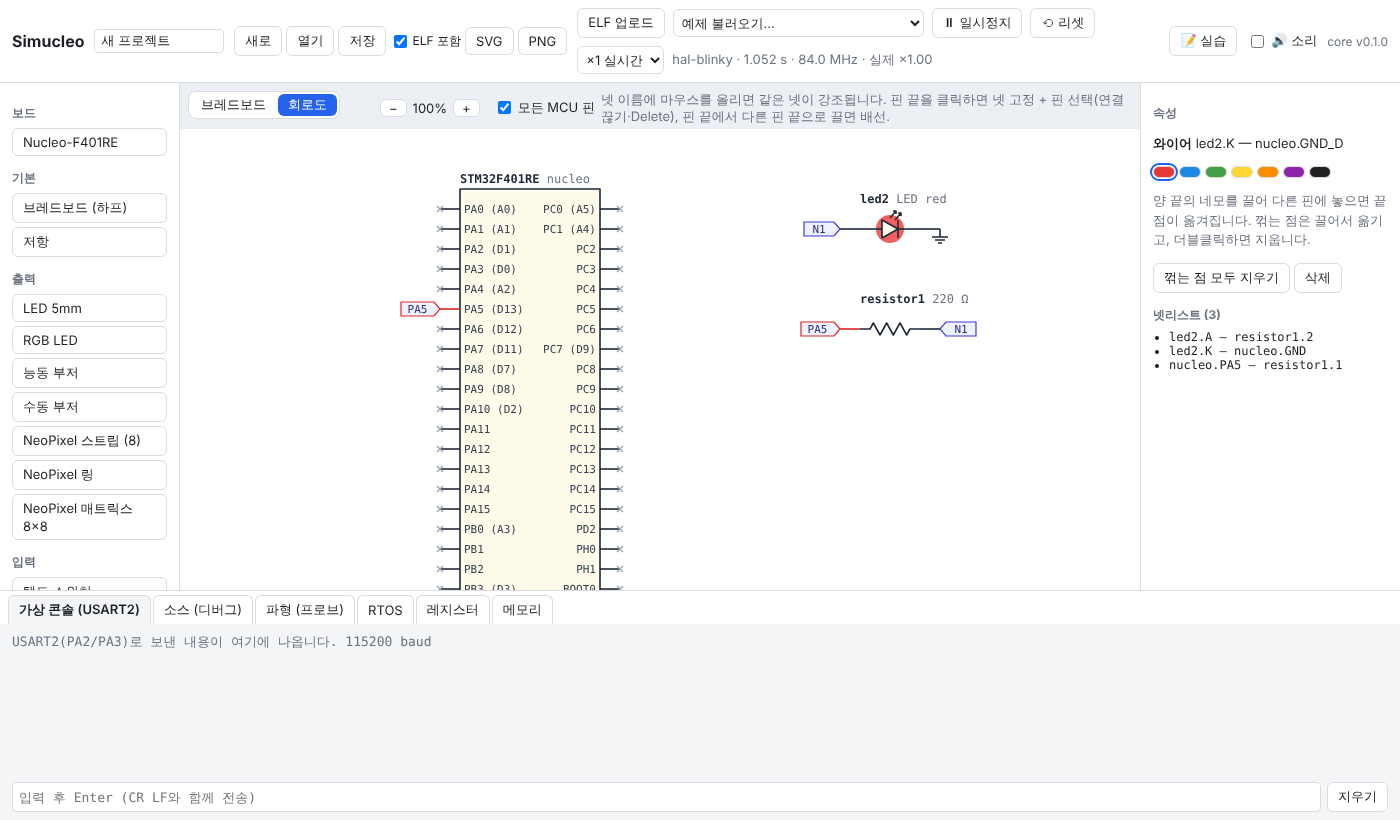 Simucleo
새 프로젝트
새로
열기
저장
ELF 포함
SVG
PNG
ELF 업로드
예제 불러오기...
⏸ 일시정지
⟲ 리셋
×1 실시간
hal-blinky · 1.052 s · 84.0 MHz · 실제 ×1.00
📝 실습
🔊 소리
core v0.1.0
보드
Nucleo-F401RE
기본
브레드보드 (하프)
저항
출력
LED 5mm
RGB LED
능동 부저
수동 부저
NeoPixel 스트립 (8)
NeoPixel 링
NeoPixel 매트릭스
8×8
입력
브레드보드
회로도
−
100%
+
모든 MCU 핀
넷 이름에 마우스를 올리면 같은 넷이 강조됩니다. 핀 끝을 클릭하면 넷 고정 + 핀 선택(연결
끊기·Delete), 핀 끝에서 다른 핀 끝으로 끌면 배선.
STM32F401RE nucleo
PA0 (A0) PC0 (A5)
PA1 (A1) PC1 (A4)
PA2 (D1) PC2
PA3 (D0) PC3
PA4 (A2) PC4
PA5 PA5 (D13) PC5
PA6 (D12) PC6
PA7 (D11) PC7 (D9)
PA8 (D7) PC8
PA9 (D8) PC9
PA10 (D2) PC10
PA11 PC11
PA12 PC12
PA13 PC13
PA14 PC14
PA15 PC15
PB0 (A3) PD2
PB1 PH0
PB2 PH1
PB3 (D3) BOOT0
led2 LED red
N1
resistor1 220 Ω
PA5 N1
속성
와이어 led2.K — nucleo.GND_D
양 끝의 네모를 끌어 다른 핀에 놓으면 끝
점이 옮겨집니다. 꺾는 점은 끌어서 옮기
고, 더블클릭하면 지웁니다.
꺾는 점 모두 지우기
삭제
넷리스트 (3)
• led2.A — resistor1.2
• led2.K — nucleo.GND
• nucleo.PA5 — resistor1.1
가상 콘솔 (USART2)
소스 (디버그)
파형 (프로브)
RTOS
레지스터
메모리
USART2(PA2/PA3)로 보낸 내용이 여기에 나옵니다. 115200 baud
입력 후 Enter (CR LF와 함께 전송)
지우기